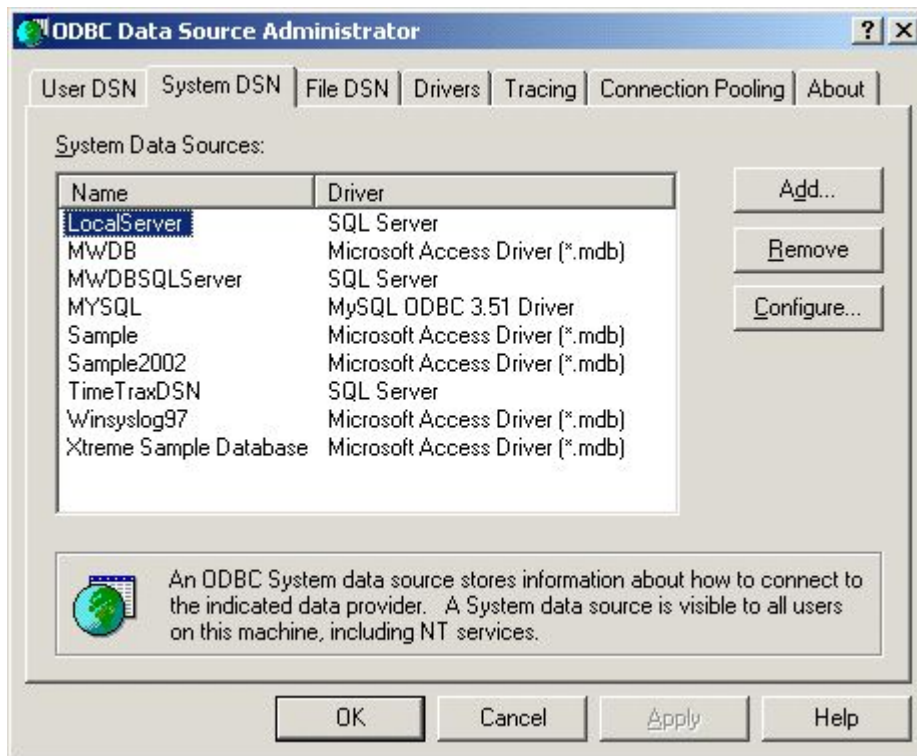 ODBC Data Source Administrator
User DSN System DSN File DSN Drivers Tracing Connection Pooling About
System Data Sources:
Name Driver
LocalServer SQL Server
MWDB Microsoft Access Driver (*.mdb)
MWDBSQLServer SQL Server
MYSQL MySQL ODBC 3.51 Driver
Sample Microsoft Access Driver (*.mdb)
Sample2002 Microsoft Access Driver (*.mdb)
TimeTraxDSN SQL Server
Winsyslog97 Microsoft Access Driver (*.mdb)
Xtreme Sample Database Microsoft Access Driver (*.mdb)
Add...
Remove
Configure...
An ODBC System data source stores information about how to connect to
the indicated data provider. A System data source is visible to all users
on this machine, including NT services.
OK Cancel Apply Help